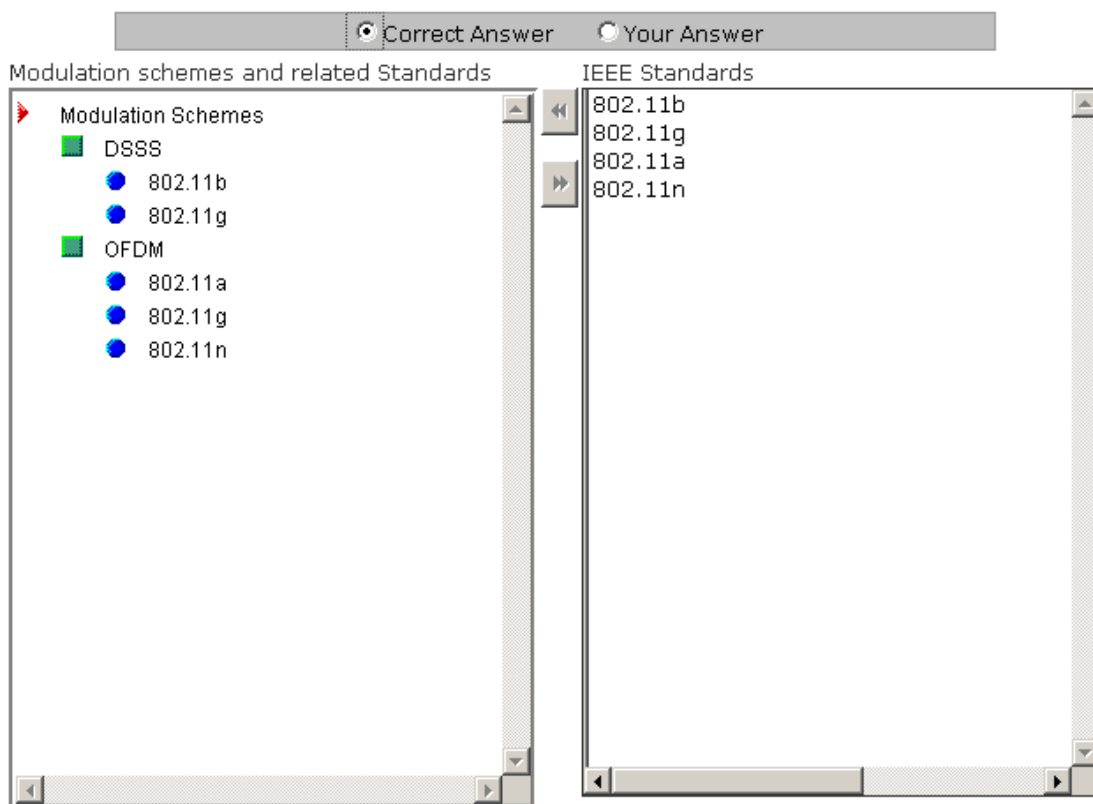 Correct Answer Your Answer
Modulation schemes and related Standards
Modulation Schemes
DSSS
802.11b
802.11g
OFDM
802.11a
802.11g
802.11n
IEEE Standards
802.11b
802.11g
802.11a
802.11n